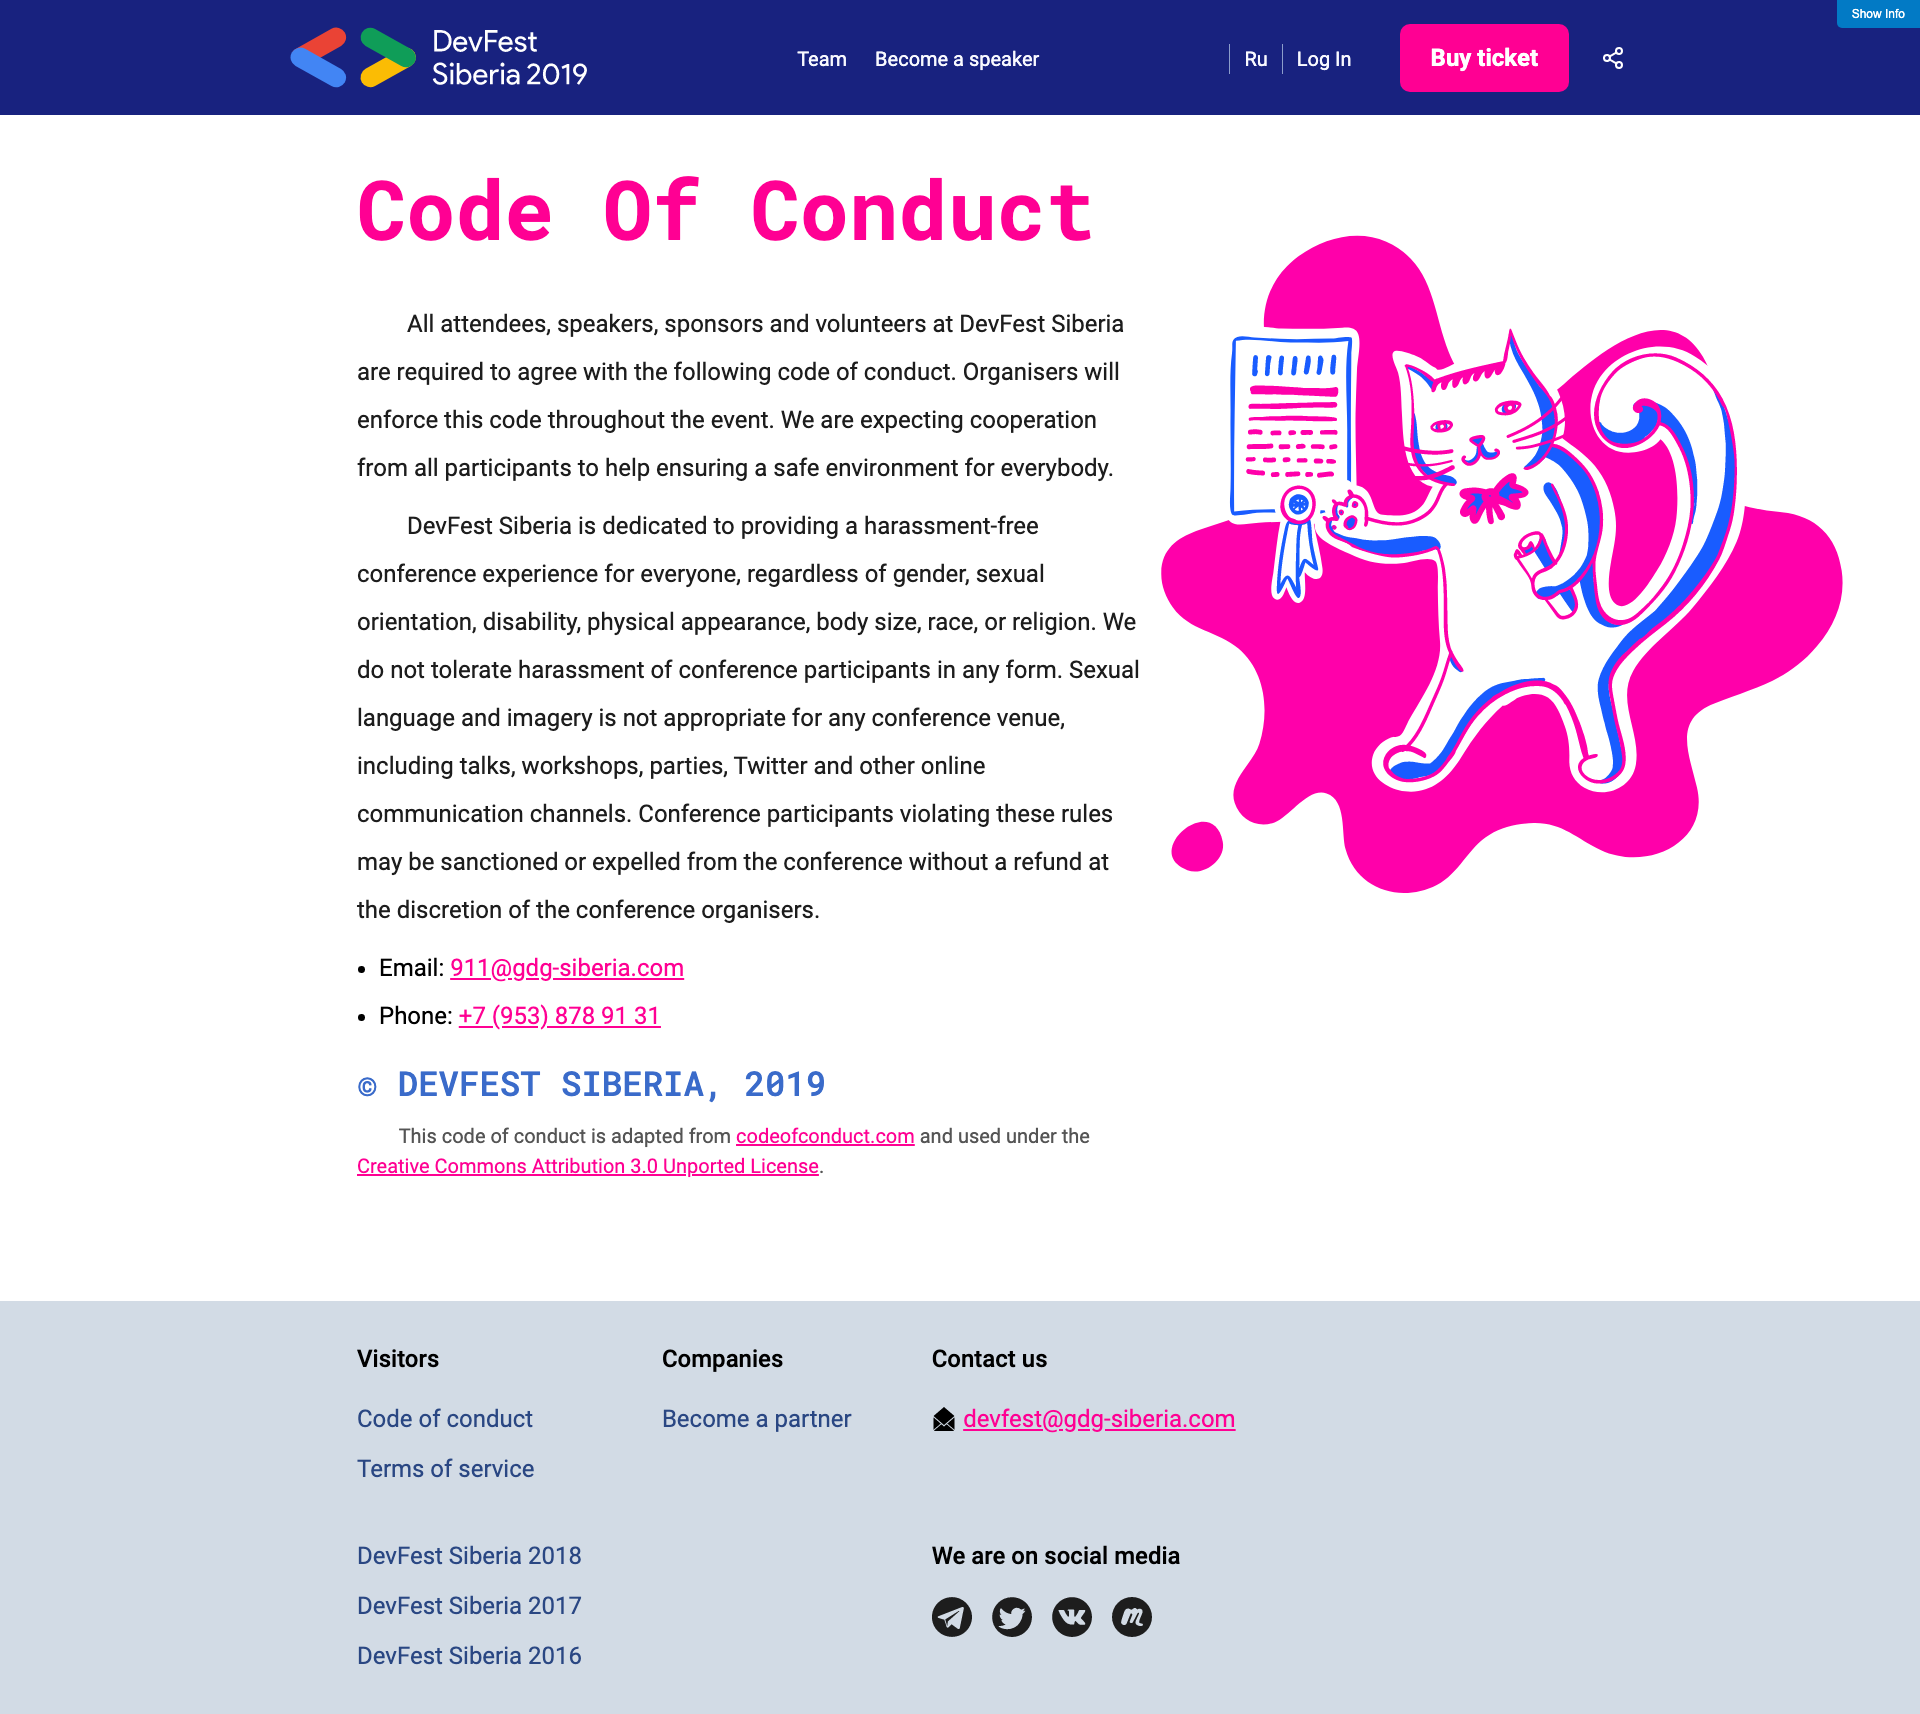 Show Info
DevFest
Siberia 2019
Team
Become a speaker
Ru
Log In
Buy ticket
Code Of Conduct
All attendees, speakers, sponsors and volunteers at DevFest Siberia
are required to agree with the following code of conduct. Organisers will
enforce this code throughout the event. We are expecting cooperation
from all participants to help ensuring a safe environment for everybody.
DevFest Siberia is dedicated to providing a harassment-free
conference experience for everyone, regardless of gender, sexual
orientation, disability, physical appearance, body size, race, or religion. We
do not tolerate harassment of conference participants in any form. Sexual
language and imagery is not appropriate for any conference venue,
including talks, workshops, parties, Twitter and other online
communication channels. Conference participants violating these rules
may be sanctioned or expelled from the conference without a refund at
the discretion of the conference organisers.
• Email: 911@gdg-siberia.com
• Phone: +7 (953) 878 91 31
© DEVFEST SIBERIA, 2019
This code of conduct is adapted from codeofconduct.com and used under the
Creative Commons Attribution 3.0 Unported License.
Visitors
Code of conduct
Terms of service
DevFest Siberia 2018
DevFest Siberia 2017
DevFest Siberia 2016
Companies
Become a partner
Contact us
devfest@gdg-siberia.com
We are on social media